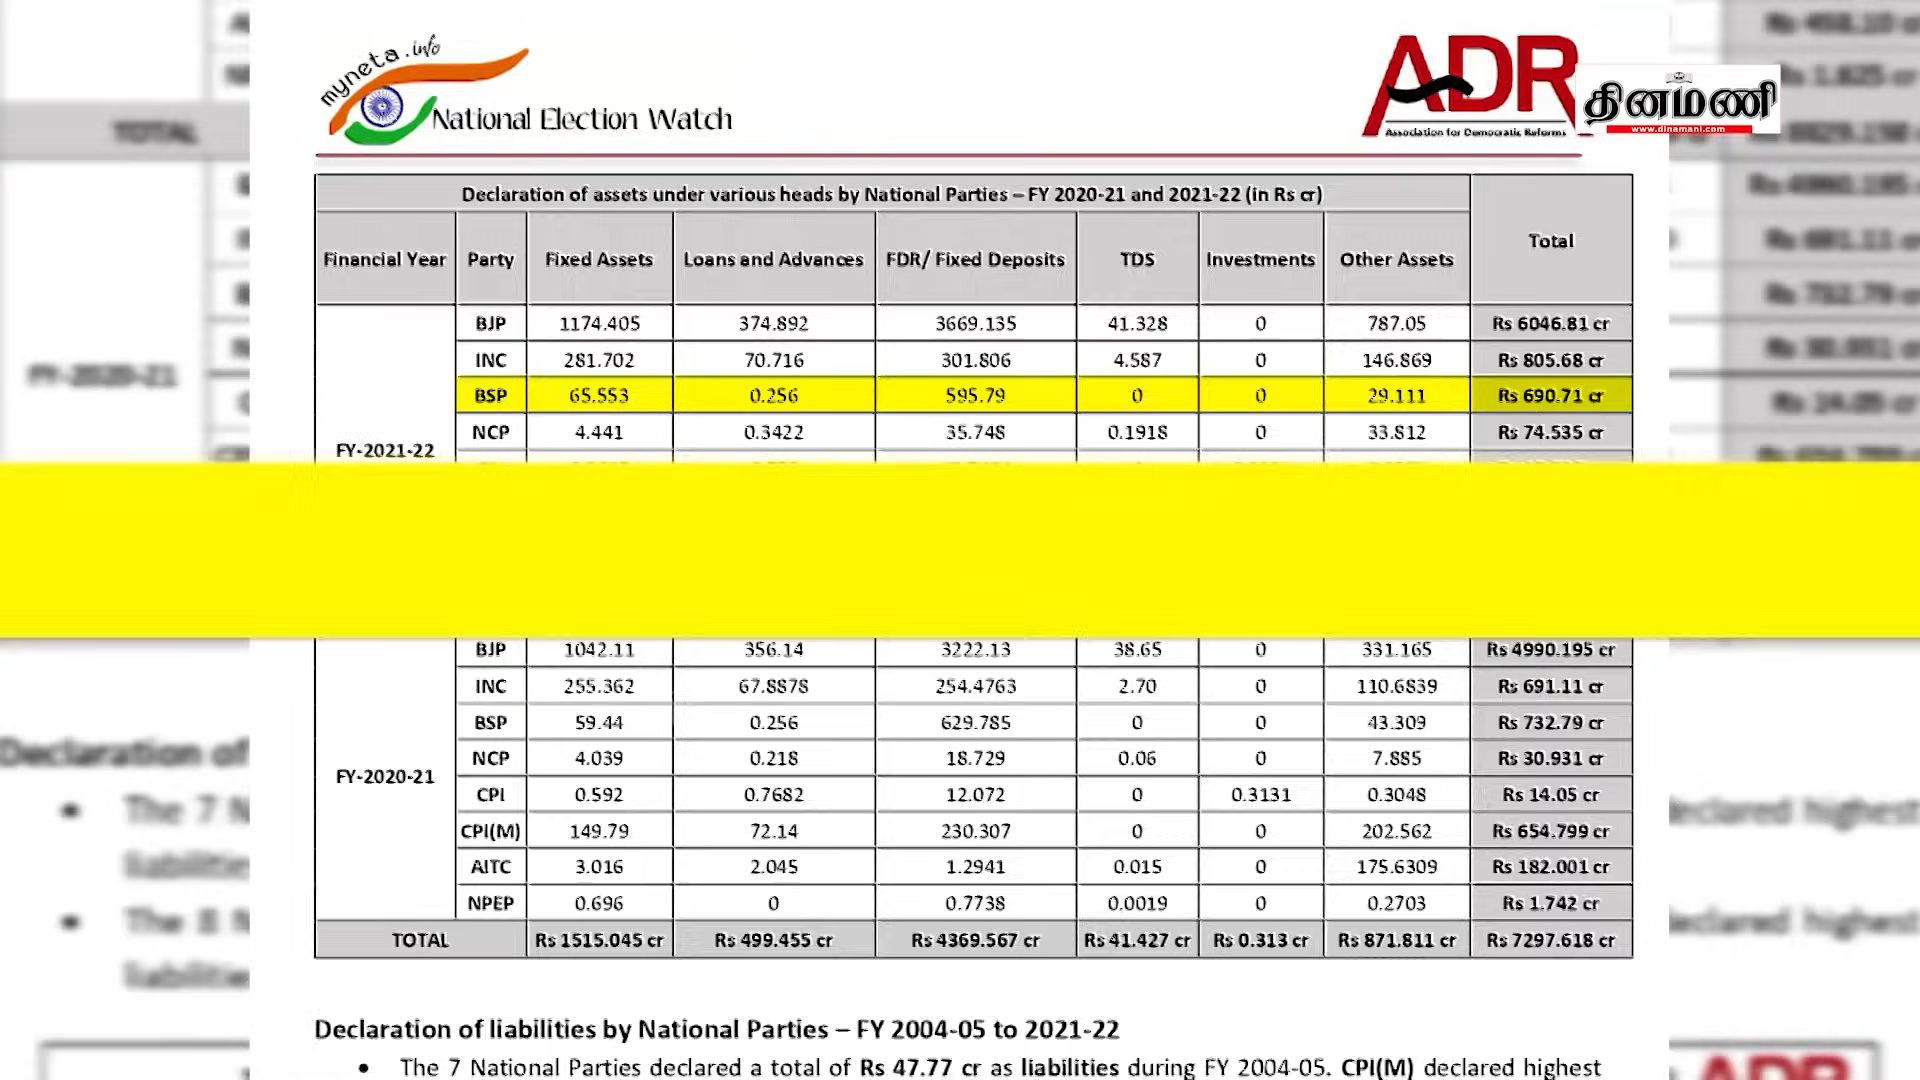 myneta.info
National Election Watch
ADR
Association for Democratic Reforms
தினமணி
www.dinamani.com
Declaration of assets under various heads by National Parties – FY 2020-21 and 2021-22 (in Rs cr) Total
Financial Year Party Fixed Assets Loans and Advances FDR/ Fixed Deposits TDS Investments Other Assets
BJP 1174.405 374.892 3669.135 41.328 0 787.05 Rs 6046.81 cr
INC 281.702 70.716 301.806 4.587 0 146.869 Rs 805.68 cr
BSP 65.553 0.256 595.79 0 0 29.111 Rs 690.71 cr
NCP 4.441 0.3422 35.748 0.1918 0 33.812 Rs 74.535 cr
FY-2021-22
BJP 1042.11 356.14 3222.13 38.65 0 331.165 Rs 4990.195 cr
INC 255.362 67.8878 254.4763 2.70 0 110.6839 Rs 691.11 cr
BSP 59.44 0.256 629.785 0 0 43.309 Rs 732.79 cr
NCP 4.039 0.218 18.729 0.06 0 7.885 Rs 30.931 cr
FY-2020-21
CPI 0.592 0.7682 12.072 0 0.3131 0.3048 Rs 14.05 cr
CPI(M) 149.79 72.14 230.307 0 0 202.562 Rs 654.799 cr
AITC 3.016 2.045 1.2941 0.015 0 175.6309 Rs 182.001 cr
NPEP 0.696 0 0.7738 0.0019 0 0.2703 Rs 1.742 cr
TOTAL Rs 1515.045 cr Rs 499.455 cr Rs 4369.567 cr Rs 41.427 cr Rs 0.313 cr Rs 871.811 cr Rs 7297.618 cr
Declaration of liabilities by National Parties – FY 2004-05 to 2021-22
• The 7 National Parties declared a total of Rs 47.77 cr as liabilities during FY 2004-05. CPI(M) declared highest